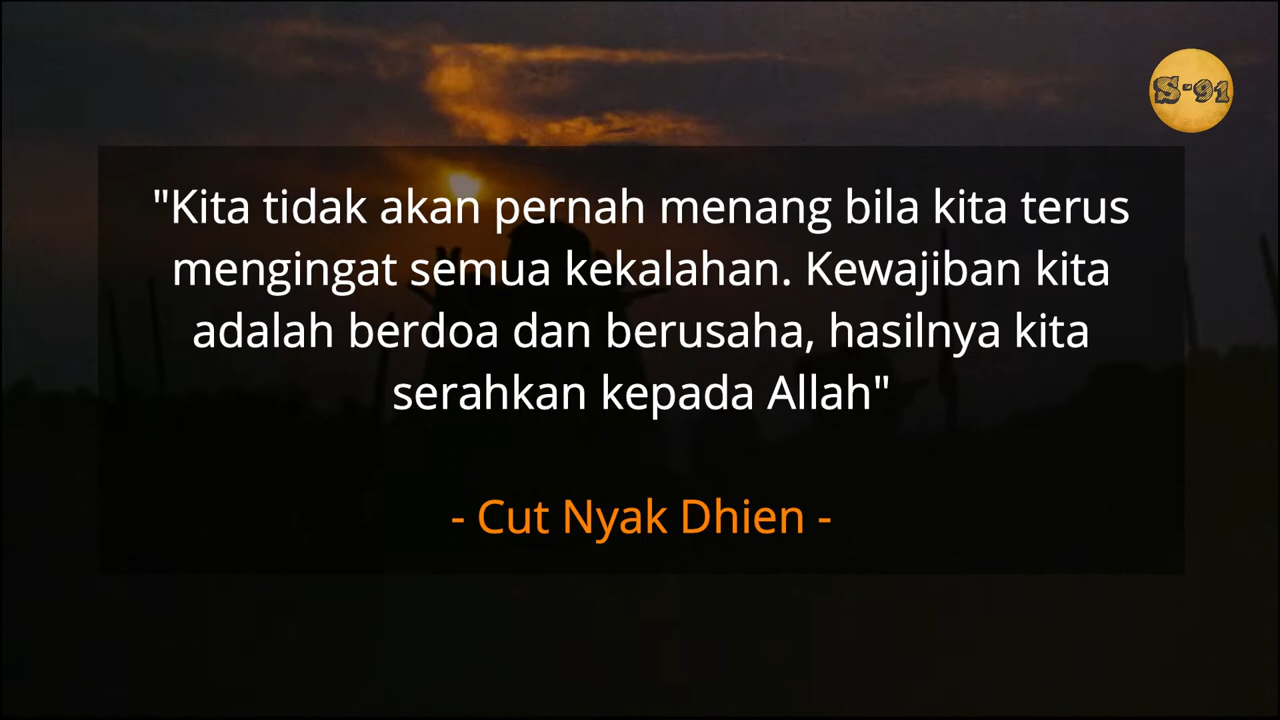 S-91
"Kita tidak akan pernah menang bila kita terus
mengingat semua kekalahan. Kewajiban kita
adalah berdoa dan berusaha, hasilnya kita
serahkan kepada Allah"
- Cut Nyak Dhien -